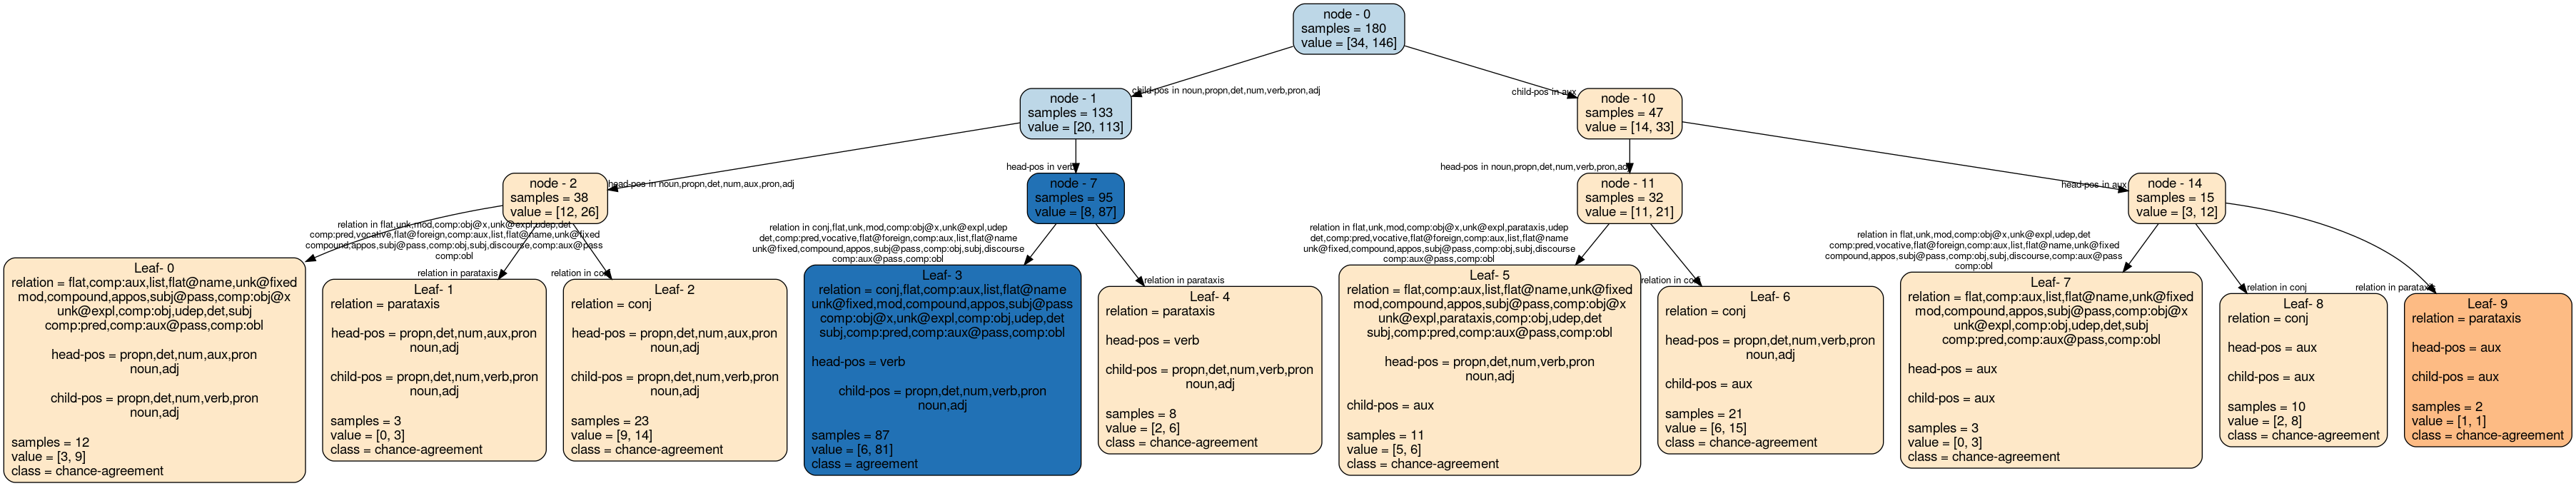 node - 0
samples = 180
value = [34, 146]
child-pos in noun,propn,det,num,verb,pron,adj
child-pos in aux
node - 1
samples = 133
value = [20, 113]
node - 10
samples = 47
value = [14, 33]
head-pos in noun,propn,det,num,aux,pron,adj
head-pos in verb
head-pos in noun,propn,det,num,verb,pron,adj
head-pos in aux
node - 2
samples = 38
value = [12, 26]
node - 7
samples = 95
value = [8, 87]
node - 11
samples = 32
value = [11, 21]
node - 14
samples = 15
value = [3, 12]
relation in flat,unk,mod,comp:obj@x,unk@expl,udep,det
comp:pred,vocative,flat@foreign,comp:aux,list,flat@name,unk@fixed
compound,appos,subj@pass,comp:obj,subj,discourse,comp:aux@pass
comp:obl
relation in parataxis
relation in conj
relation in conj,flat,unk,mod,comp:obj@x,unk@expl,udep
det,comp:pred,vocative,flat@foreign,comp:aux,list,flat@name
unk@fixed,compound,appos,subj@pass,comp:obj,subj,discourse
comp:aux@pass,comp:obl
relation in parataxis
relation in flat,unk,mod,comp:obj@x,unk@expl,parataxis,udep
det,comp:pred,vocative,flat@foreign,comp:aux,list,flat@name
unk@fixed,compound,appos,subj@pass,comp:obj,subj,discourse
comp:aux@pass,comp:obl
relation in conj
relation in flat,unk,mod,comp:obj@x,unk@expl,udep,det
comp:pred,vocative,flat@foreign,comp:aux,list,flat@name,unk@fixed
compound,appos,subj@pass,comp:obj,subj,discourse,comp:aux@pass
comp:obl
relation in conj
relation in parataxis
Leaf- 0
relation = flat,comp:aux,list,flat@name,unk@fixed
mod,compound,appos,subj@pass,comp:obj@x
unk@expl,comp:obj,udep,det,subj
comp:pred,comp:aux@pass,comp:obl
head-pos = propn,det,num,aux,pron
noun,adj
child-pos = propn,det,num,verb,pron
noun,adj
samples = 12
value = [3, 9]
class = chance-agreement
Leaf- 1
relation = parataxis
head-pos = propn,det,num,aux,pron
noun,adj
child-pos = propn,det,num,verb,pron
noun,adj
samples = 3
value = [0, 3]
class = chance-agreement
Leaf- 2
relation = conj
head-pos = propn,det,num,aux,pron
noun,adj
child-pos = propn,det,num,verb,pron
noun,adj
samples = 23
value = [9, 14]
class = chance-agreement
Leaf- 3
relation = conj,flat,comp:aux,list,flat@name
unk@fixed,mod,compound,appos,subj@pass
comp:obj@x,unk@expl,comp:obj,udep,det
subj,comp:pred,comp:aux@pass,comp:obl
head-pos = verb
child-pos = propn,det,num,verb,pron
noun,adj
samples = 87
value = [6, 81]
class = agreement
Leaf- 4
relation = parataxis
head-pos = verb
child-pos = propn,det,num,verb,pron
noun,adj
samples = 8
value = [2, 6]
class = chance-agreement
Leaf- 5
relation = flat,comp:aux,list,flat@name,unk@fixed
mod,compound,appos,subj@pass,comp:obj@x
unk@expl,parataxis,comp:obj,udep,det
subj,comp:pred,comp:aux@pass,comp:obl
head-pos = propn,det,num,verb,pron
noun,adj
child-pos = aux
samples = 11
value = [5, 6]
class = chance-agreement
Leaf- 6
relation = conj
head-pos = propn,det,num,verb,pron
noun,adj
child-pos = aux
samples = 21
value = [6, 15]
class = chance-agreement
Leaf- 7
relation = flat,comp:aux,list,flat@name,unk@fixed
mod,compound,appos,subj@pass,comp:obj@x
unk@expl,comp:obj,udep,det,subj
comp:pred,comp:aux@pass,comp:obl
head-pos = aux
child-pos = aux
samples = 3
value = [0, 3]
class = chance-agreement
Leaf- 8
relation = conj
head-pos = aux
child-pos = aux
samples = 10
value = [2, 8]
class = chance-agreement
Leaf- 9
relation = parataxis
head-pos = aux
child-pos = aux
samples = 2
value = [1, 1]
class = chance-agreement